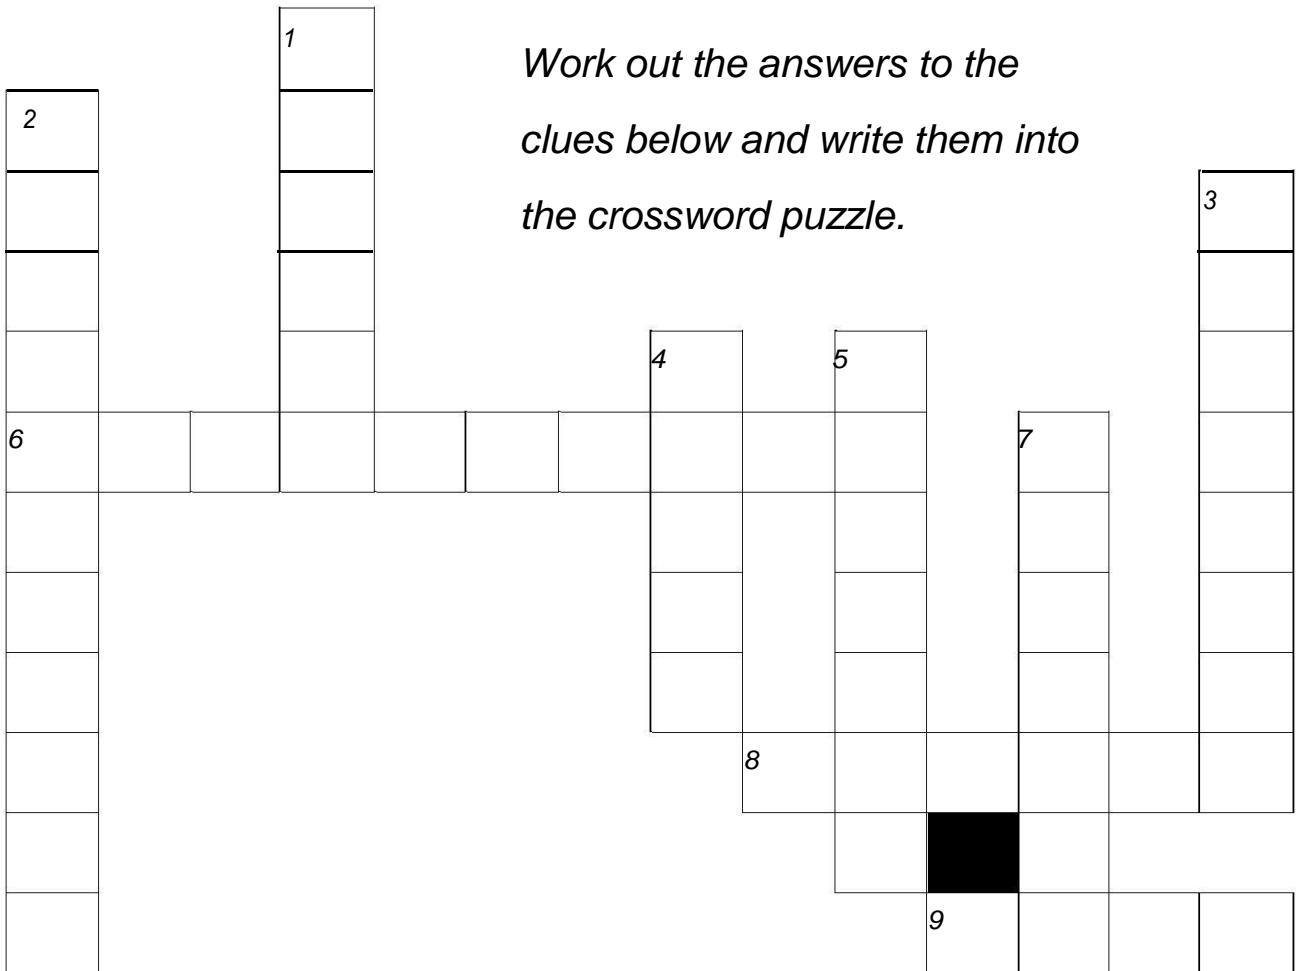 1
Work out the answers to the
2
clues below and write them into
3
the crossword puzzle.
4 5
6 7
8
9